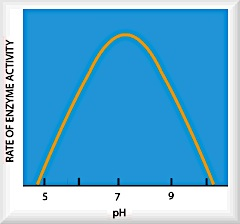 RATE OF ENZYME ACTIVITY
5 7 9
pH